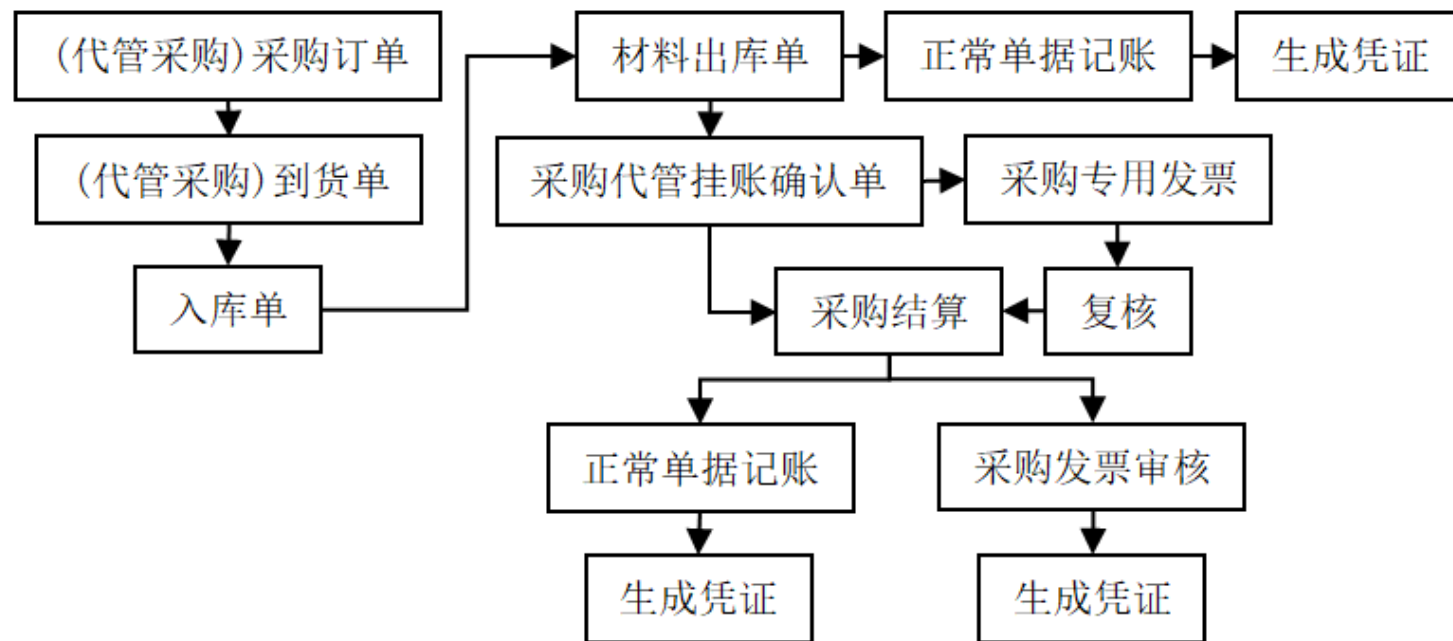 (代管采购)采购订单
材料出库单
正常单据记账
生成凭证
(代管采购)到货单
采购代管挂账确认单
采购专用发票
入库单
采购结算
复核
正常单据记账
采购发票审核
生成凭证
生成凭证